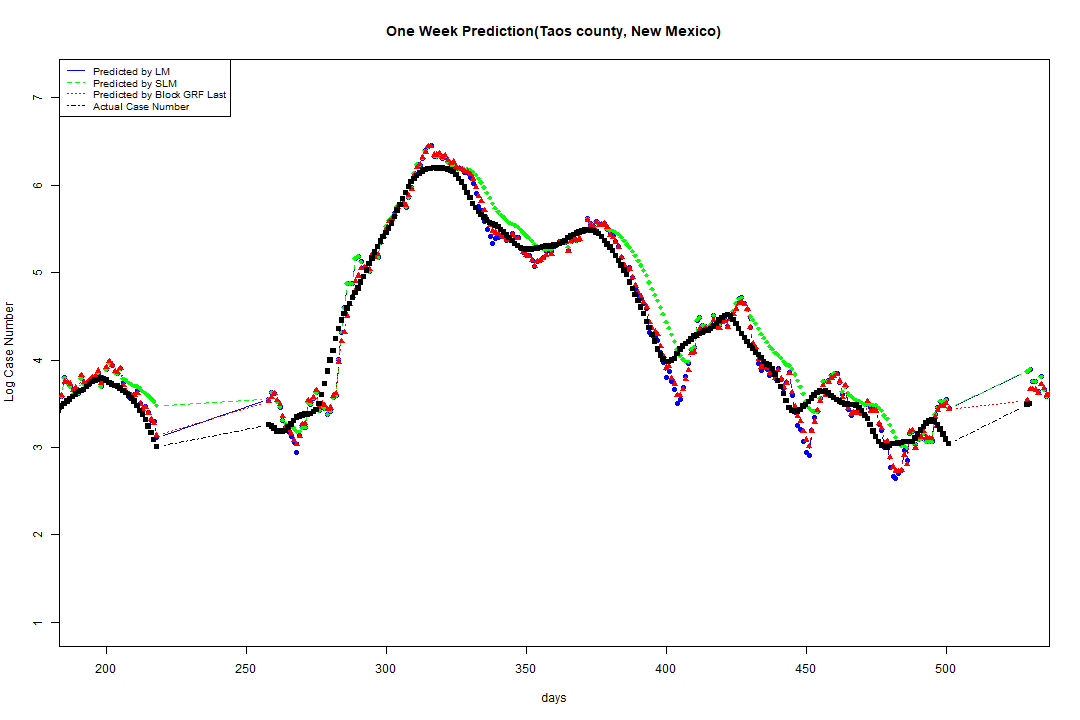 One Week Prediction(Taos county, New Mexico)
Predicted by LM
Predicted by SLM
Predicted by Block GRF Last
Actual Case Number
Log Case Number
7
6
5
4
3
2
1
200 250 300 350 400 450 500
days